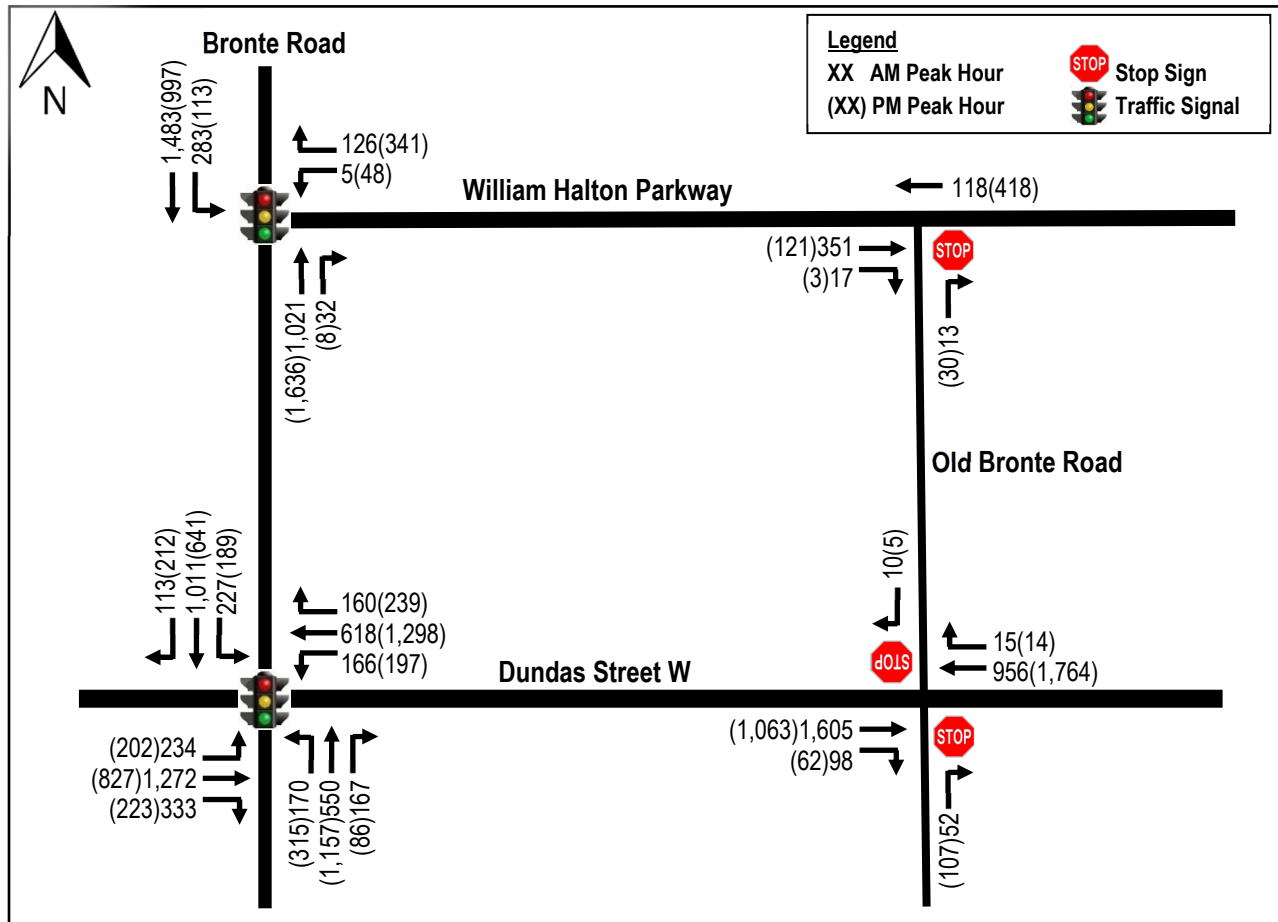 Bronte Road
N
Legend
XX AM Peak Hour
(XX) PM Peak Hour
STOP Stop Sign
Traffic Signal
1,483(997)
283(113)
126(341)
5(48)
William Halton Parkway
118(418)
(121)351
(3)17
STOP
(1,636)1,021
(8)32
(30)13
Old Bronte Road
113(212)
1,011(641)
227(189)
160(239)
618(1,298)
166(197)
Dundas Street W
10(5)
STOP
15(14)
956(1,764)
(202)234
(827)1,272
(223)333
(315)170
(1,157)550
(86)167
(1,063)1,605
(62)98
STOP
(107)52